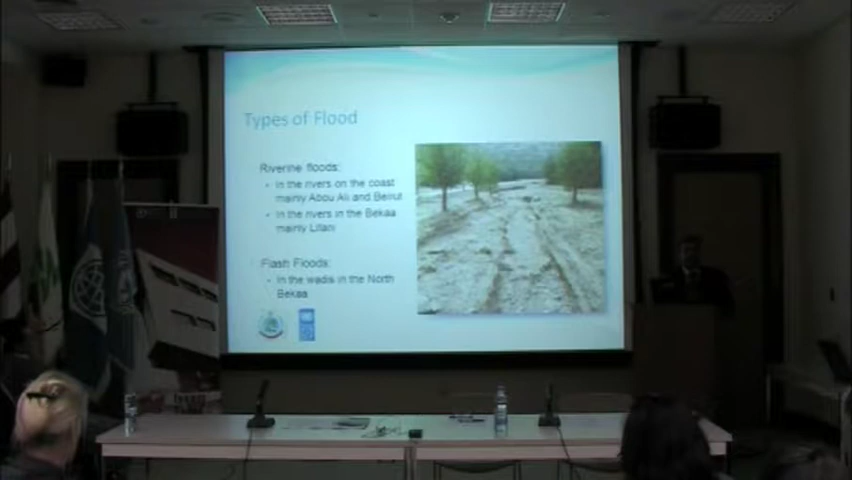 Types of Flood
Riverine floods:
• In the rivers on the coast
mainly Abou Ali and Beirut
• In the rivers in the Bekaa
mainly Litani
Flash Floods:
• In the wadis in the North
Bekaa